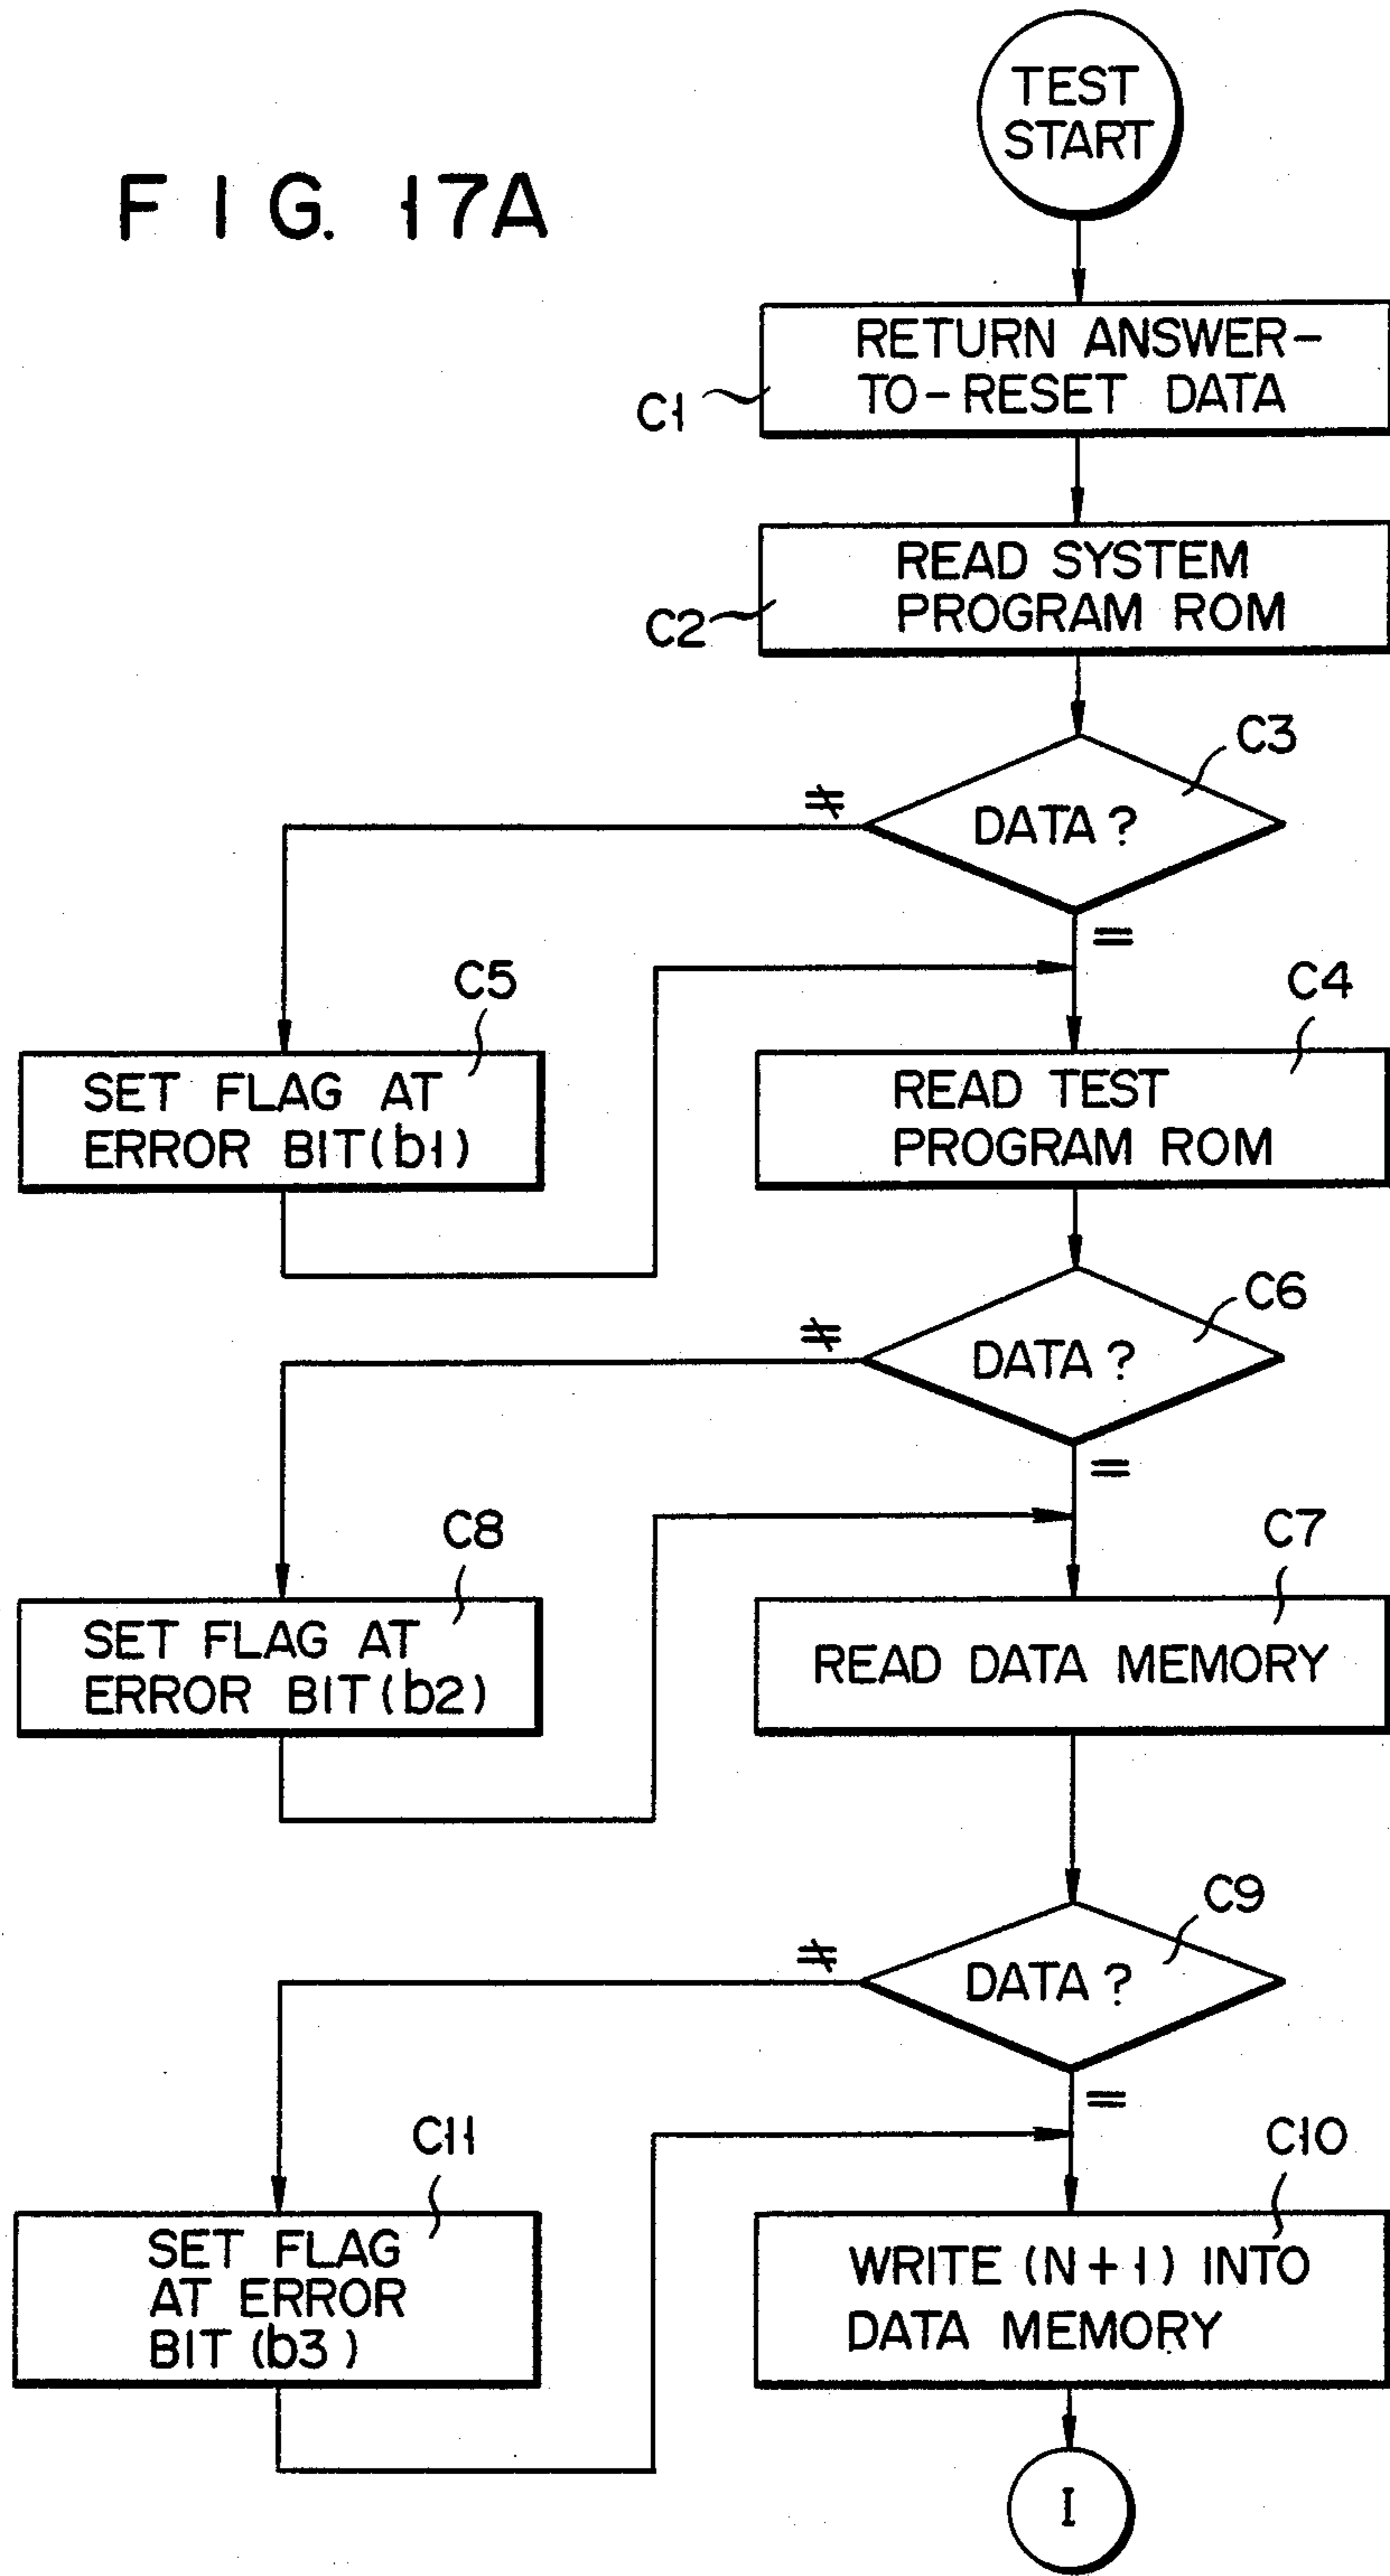 FIG. 17A
TEST
START
RETURN ANSWER-
TO-RESET DATA
C1
READ SYSTEM
PROGRAM ROM
C2
C3
≠
DATA?
=
C5
C4
SET FLAG AT
ERROR BIT(b1)
READ TEST
PROGRAM ROM
C6
≠
DATA?
=
C8
C7
SET FLAG AT
ERROR BIT(b2)
READ DATA MEMORY
C9
≠
DATA?
=
C11
C10
SET FLAG
AT ERROR
BIT(b3)
WRITE (N+1) INTO
DATA MEMORY
I